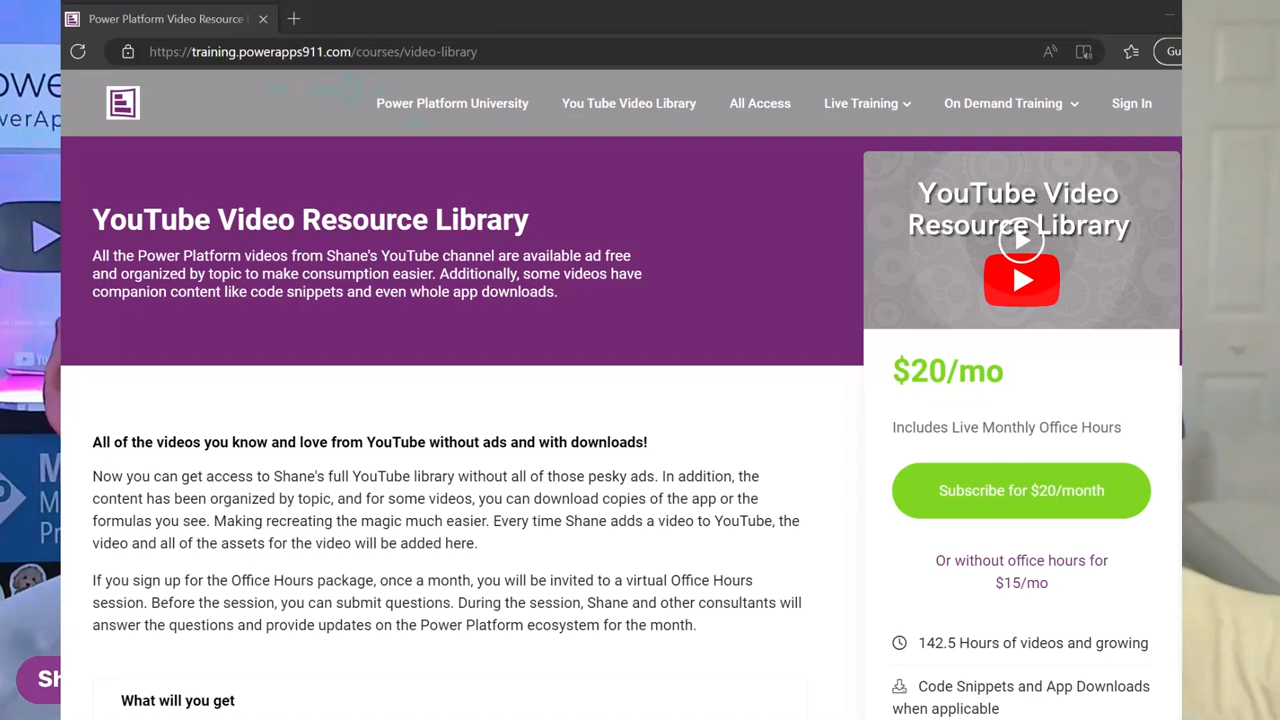 Power Platform Video Resource
https://training.powerapps911.com/courses/video-library
Gu
Power Platform University
You Tube Video Library
All Access
Live Training
On Demand Training
Sign In
YouTube Video Resource Library
All the Power Platform videos from Shane's YouTube channel are available ad free
and organized by topic to make consumption easier. Additionally, some videos have
companion content like code snippets and even whole app downloads.
YouTube Video
Resource Library
$20/mo
Includes Live Monthly Office Hours
Subscribe for $20/month
Or without office hours for
$15/mo
142.5 Hours of videos and growing
Code Snippets and App Downloads
when applicable
All of the videos you know and love from YouTube without ads and with downloads!
Now you can get access to Shane's full YouTube library without all of those pesky ads. In addition, the
content has been organized by topic, and for some videos, you can download copies of the app or the
formulas you see. Making recreating the magic much easier. Every time Shane adds a video to YouTube, the
video and all of the assets for the video will be added here.
If you sign up for the Office Hours package, once a month, you will be invited to a virtual Office Hours
session. Before the session, you can submit questions. During the session, Shane and other consultants will
answer the questions and provide updates on the Power Platform ecosystem for the month.
What will you get
Sh